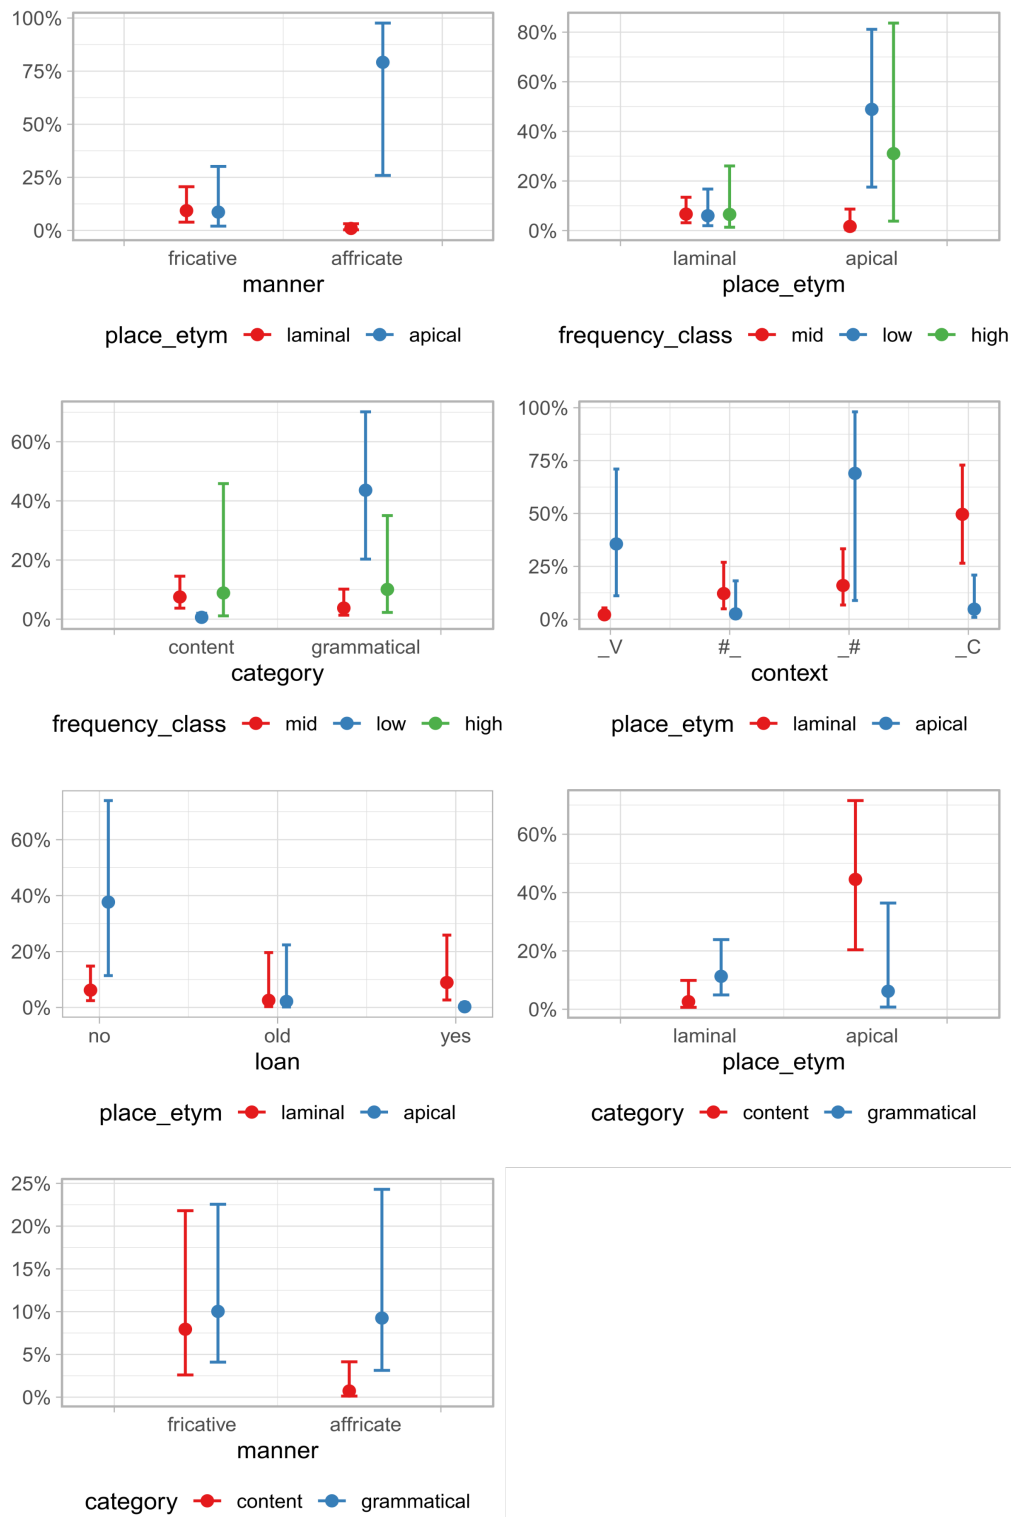 100%
75%
50%
25%
0%
fricative affricate
manner
place_etym laminal apical
80%
60%
40%
20%
0%
laminal apical
place_etym
frequency_class mid low high
60%
40%
20%
0%
content grammatical
category
frequency_class mid low high
100%
75%
50%
25%
0%
_V #_ _# _C
context
place_etym laminal apical
60%
40%
20%
0%
no old yes
loan
place_etym laminal apical
60%
40%
20%
0%
laminal apical
place_etym
category content grammatical
25%
20%
15%
10%
5%
0%
fricative affricate
manner
category content grammatical